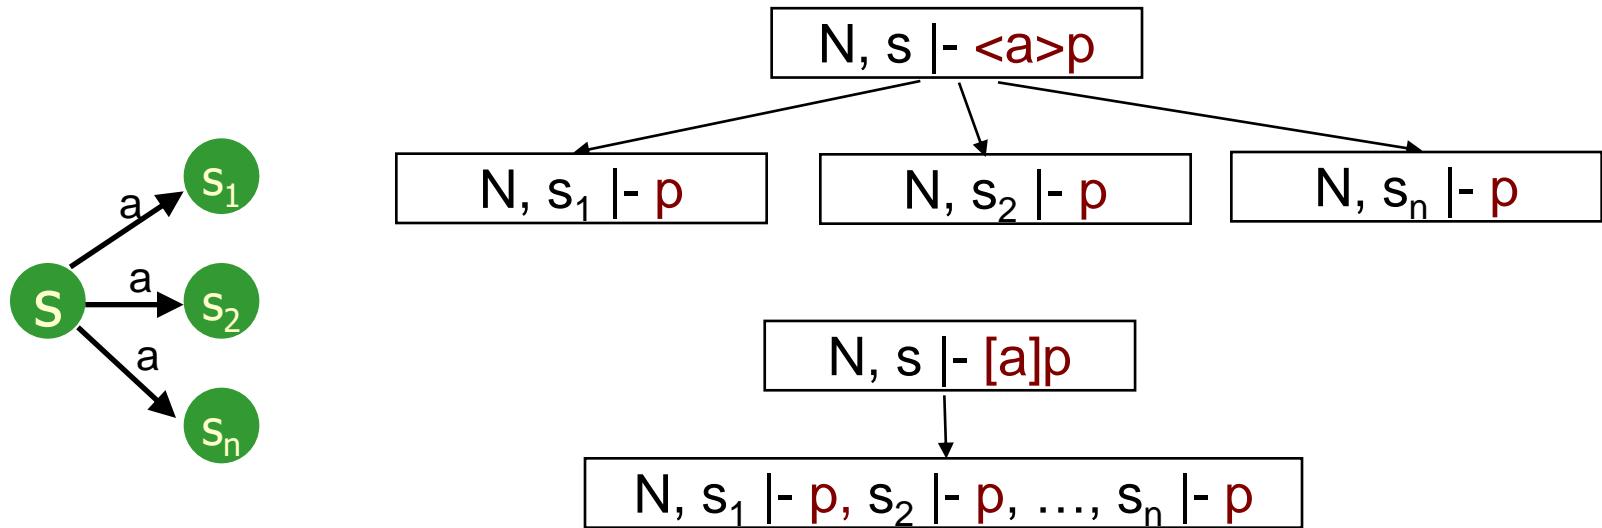 N, s |- <a>p
N, s₁ |- p
N, s₂ |- p
N, sₙ |- p
s
a
a
a
s₁
s₂
sₙ
N, s |- [a]p
N, s₁ |- p, s₂ |- p, …, sₙ |- p